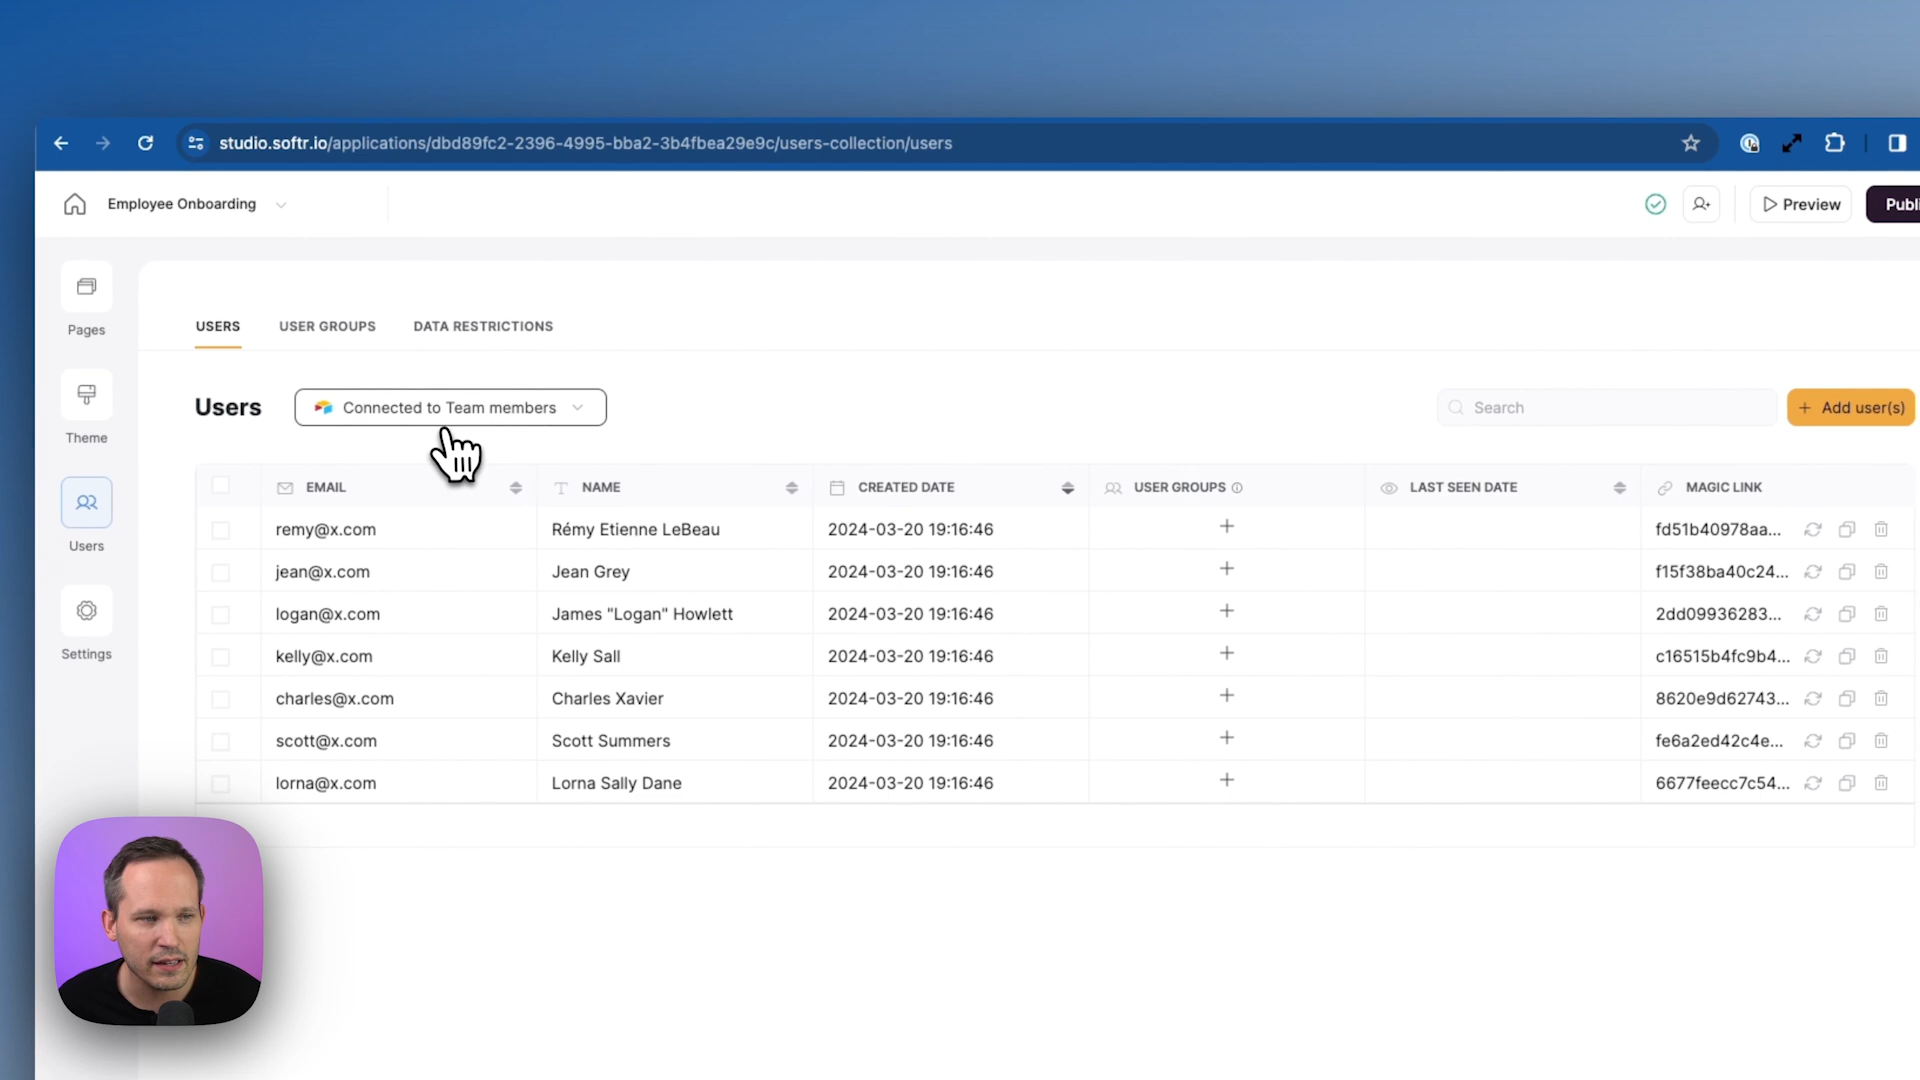 studio.softr.io/applications/dbd89fc2-2396-4995-bba2-3b4fbea29e9c/users-collection/users
Employee Onboarding
Preview
Publi
Pages
Theme
Users
Settings
USERS USER GROUPS DATA RESTRICTIONS
Users Connected to Team members Search + Add user(s)
EMAIL NAME CREATED DATE USER GROUPS LAST SEEN DATE MAGIC LINK
remy@x.com Rémy Etienne LeBeau 2024-03-20 19:16:46 + fd51b40978aa...
jean@x.com Jean Grey 2024-03-20 19:16:46 + f15f38ba40c24...
logan@x.com James "Logan" Howlett 2024-03-20 19:16:46 + 2dd09936283...
kelly@x.com Kelly Sall 2024-03-20 19:16:46 + c16515b4fc9b4...
charles@x.com Charles Xavier 2024-03-20 19:16:46 + 8620e9d62743...
scott@x.com Scott Summers 2024-03-20 19:16:46 + fe6a2ed42c4e...
lorna@x.com Lorna Sally Dane 2024-03-20 19:16:46 + 6677feecc7c54...